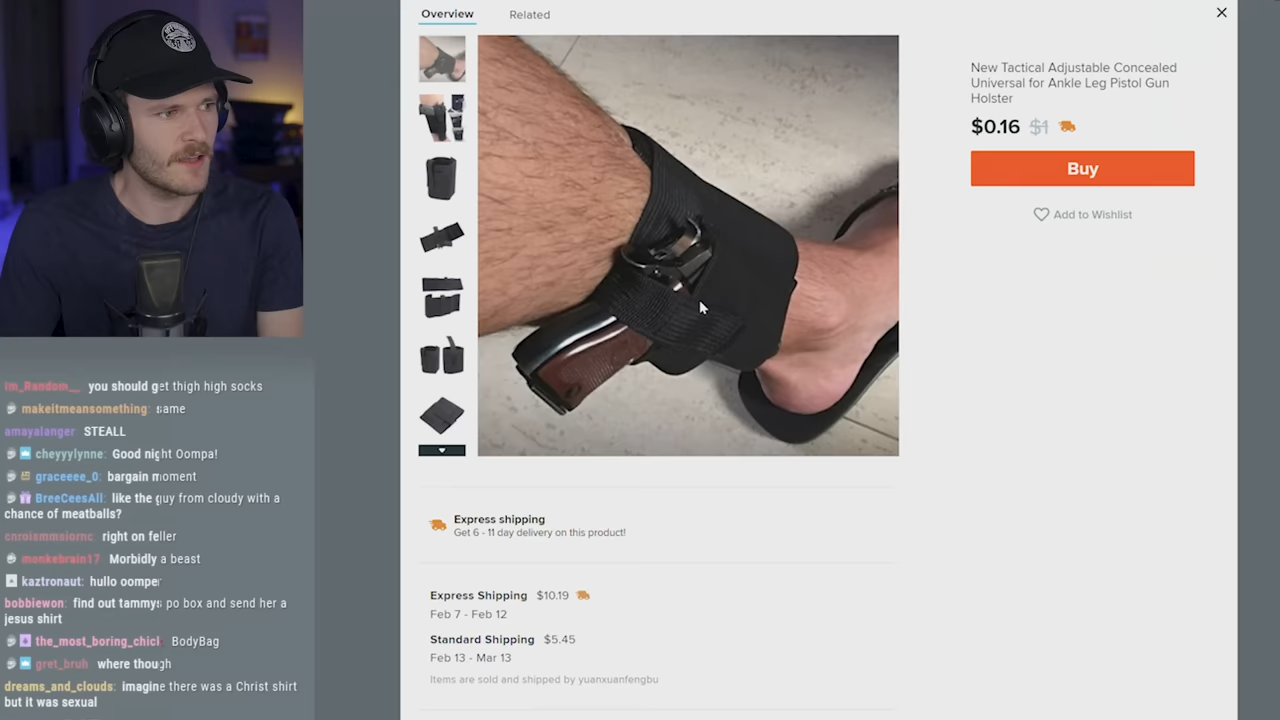 Overview
Related
New Tactical Adjustable Concealed
Universal for Ankle Leg Pistol Gun
Holster
$0.16 $1
Buy
Add to Wishlist
Express shipping
Get 6 - 11 day delivery on this product!
Express Shipping $10.19
Feb 7 - Feb 12
Standard Shipping $5.45
Feb 13 - Mar 13
Items are sold and shipped by yuanxuanfengbu
Im_Random__ you should get thigh high socks
makeitmeansomething: same
amayalanger: STEALL
cheyyylynne: Good night Oompa!
graceeee_0: bargain moment
BreeCeesAll: like the guy from cloudy with a
chance of meatballs?
right on feller
monkebrain17 Morbidly a beast
kaztronaut: hullo oomper
bobbiewon: find out tammys po box and send her a
jesus shirt
the_most_boring_chicl BodyBag
gret_bruh where though
dreams_and_clouds: imagine there was a Christ shirt
but it was sexual